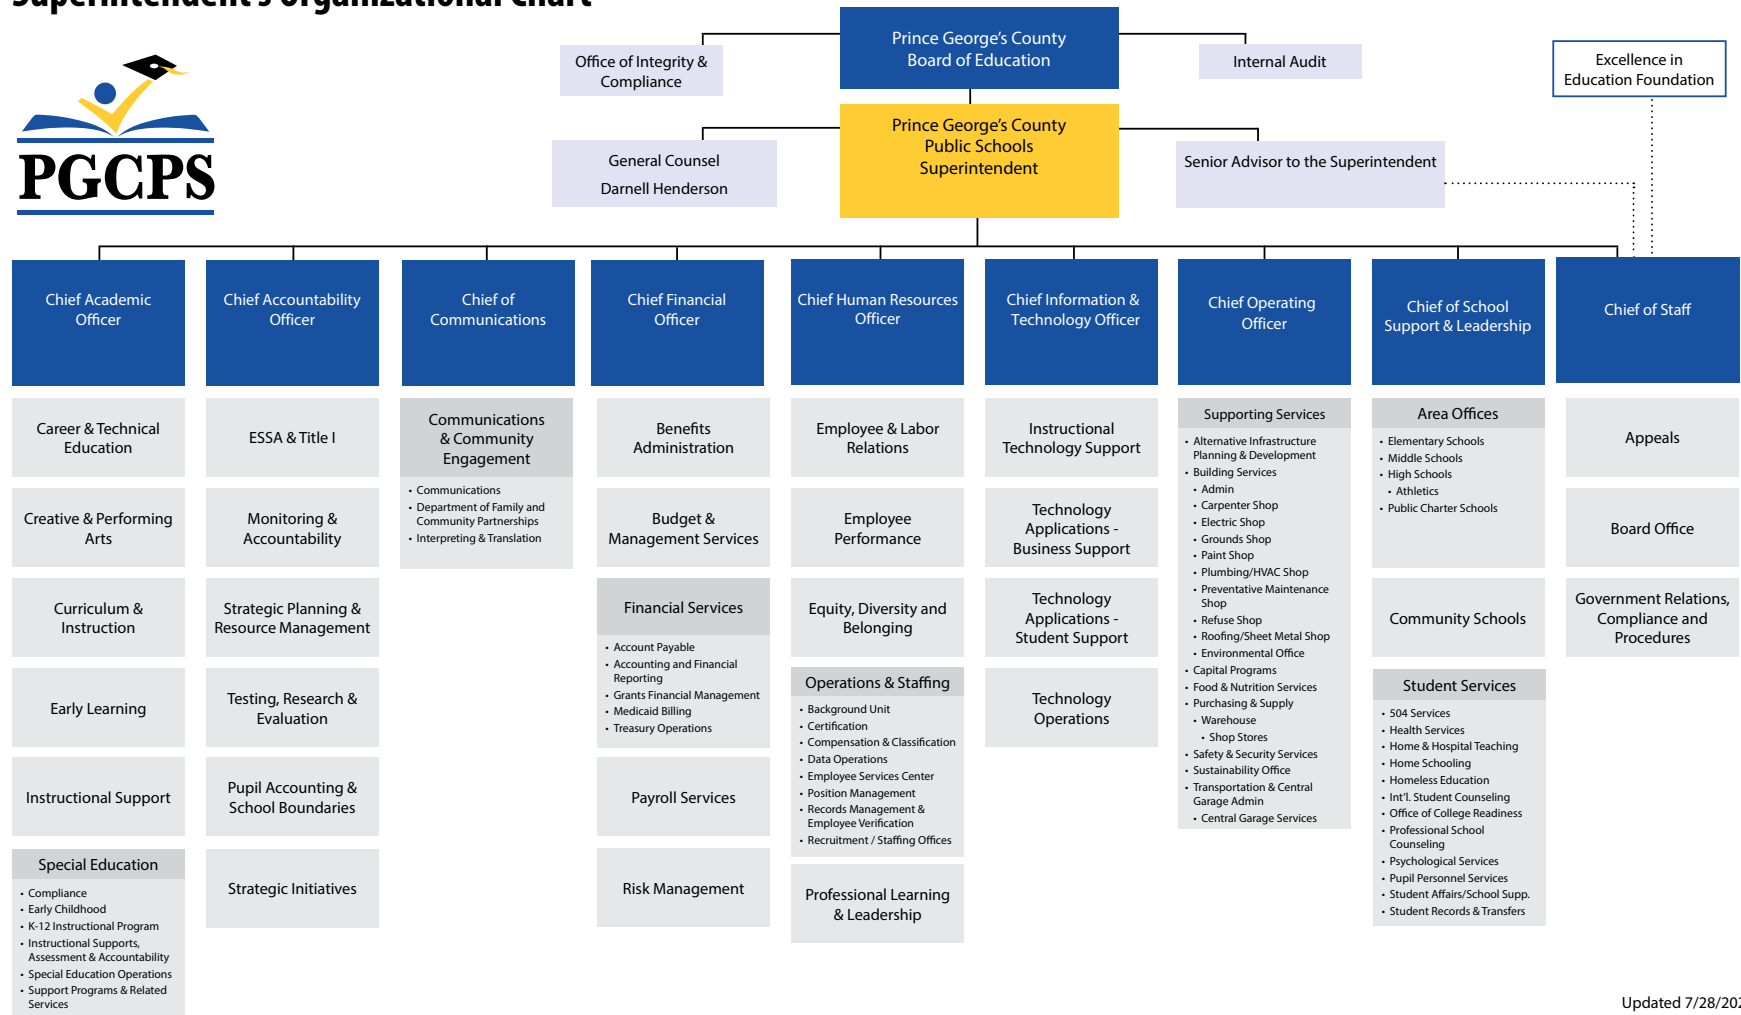 Superintendent's Organizational Chart
PGCPS
Prince George's County
Board of Education
Office of Integrity &
Compliance
Internal Audit
Excellence in
Education Foundation
Prince George's County
Public Schools
Superintendent
General Counsel
Darnell Henderson
Senior Advisor to the Superintendent
Chief Academic
Officer
Career & Technical
Education
Creative & Performing
Arts
Curriculum &
Instruction
Early Learning
Instructional Support
Special Education
• Compliance
• Early Childhood
• K-12 Instructional Program
• Instructional Supports,
Assessment & Accountability
• Special Education Operations
• Support Programs & Related
Services
Chief Accountability
Officer
ESSA & Title I
Monitoring &
Accountability
Strategic Planning &
Resource Management
Testing, Research &
Evaluation
Pupil Accounting &
School Boundaries
Strategic Initiatives
Chief of
Communications
Communications
& Community
Engagement
• Communications
• Department of Family and
Community Partnerships
• Interpreting & Translation
Chief Financial
Officer
Benefits
Administration
Budget &
Management Services
Financial Services
• Account Payable
• Accounting and Financial
Reporting
• Grants Financial Management
• Medicaid Billing
• Treasury Operations
Payroll Services
Risk Management
Chief Human Resources
Officer
Employee & Labor
Relations
Employee
Performance
Equity, Diversity and
Belonging
Operations & Staffing
• Background Unit
• Certification
• Compensation & Classification
• Data Operations
• Employee Services Center
• Position Management
• Records Management &
Employee Verification
• Recruitment / Staffing Offices
Professional Learning
& Leadership
Chief Information &
Technology Officer
Instructional
Technology Support
Technology
Applications -
Business Support
Technology
Applications -
Student Support
Technology
Operations
Chief Operating
Officer
Supporting Services
• Alternative Infrastructure
Planning & Development
• Building Services
• Admin
• Carpenter Shop
• Electric Shop
• Grounds Shop
• Paint Shop
• Plumbing/HVAC Shop
• Preventative Maintenance
Shop
• Refuse Shop
• Roofing/Sheet Metal Shop
• Environmental Office
• Capital Programs
• Food & Nutrition Services
• Purchasing & Supply
• Warehouse
• Shop Stores
• Safety & Security Services
• Sustainability Office
• Transportation & Central
Garage Admin
• Central Garage Services
Chief of School
Support & Leadership
Area Offices
• Elementary Schools
• Middle Schools
• High Schools
• Athletics
• Public Charter Schools
Community Schools
Student Services
• 504 Services
• Health Services
• Home & Hospital Teaching
• Home Schooling
• Homeless Education
• Int'l. Student Counseling
• Office of College Readiness
• Professional School
Counseling
• Psychological Services
• Pupil Personnel Services
• Student Affairs/School Supp.
• Student Records & Transfers
Chief of Staff
Appeals
Board Office
Government Relations,
Compliance and
Procedures
Updated